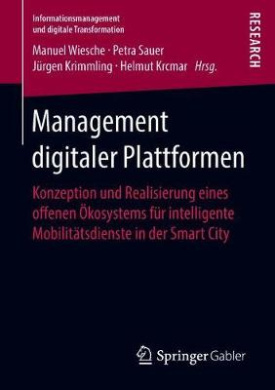 Informationsmanagement
und digitale Transformation
RESEARCH
Manuel Wiesche · Petra Sauer
Jürgen Krimmling · Helmut Krcmar Hrsg.
Management
digitaler Plattformen
Konzeption und Realisierung eines
offenen Ökosystems für intelligente
Mobilitätsdienste in der Smart City
Springer Gabler